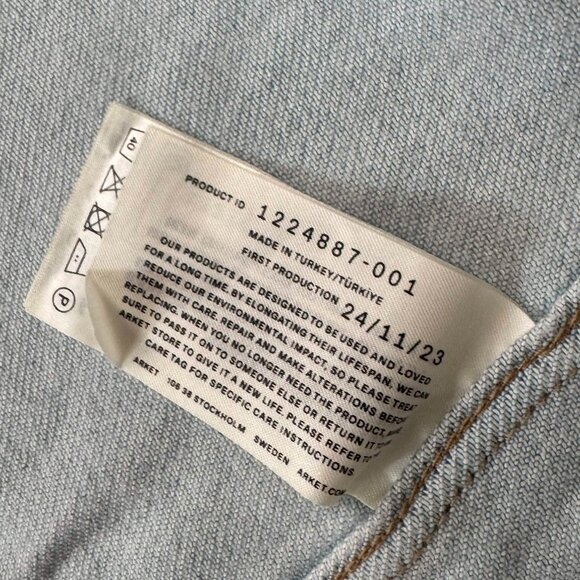 40
P
PRODUCT ID 1224887-001
MADE IN TURKEY/TÜRKIYE
FIRST PRODUCTION 24/11/23
OUR PRODUCTS ARE DESIGNED TO BE USED AND LOVED
FOR A LONG TIME. BY ELONGATING THEIR LIFESPAN, WE CAN
REDUCE OUR ENVIRONMENTAL IMPACT, SO PLEASE TREAT
THEM WITH CARE, REPAIR AND MAKE ALTERATIONS BEFO
REPLACING. WHEN YOU NO LONGER NEED THE PRODUCT, MAKE
SURE TO PASS IT ON TO SOMEONE ELSE OR RETURN IT TO
ARKET STORE TO GIVE IT A NEW LIFE. PLEASE REFER TO
CARE TAG FOR SPECIFIC CARE INSTRUCTIONS
ARKET 106 38 STOCKHOLM SWEDEN ARKET.COM